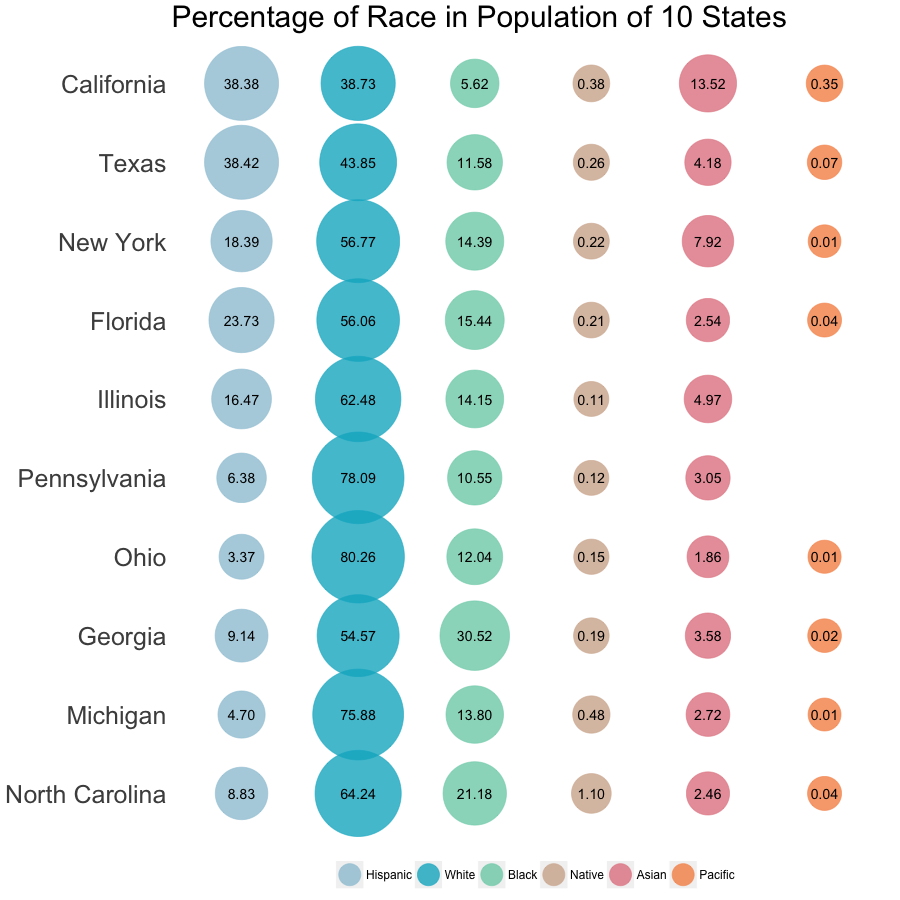 Percentage of Race in Population of 10 States
California 38.38 38.73 5.62 0.38 13.52 0.35
Texas 38.42 43.85 11.58 0.26 4.18 0.07
New York 18.39 56.77 14.39 0.22 7.92 0.01
Florida 23.73 56.06 15.44 0.21 2.54 0.04
Illinois 16.47 62.48 14.15 0.11 4.97
Pennsylvania 6.38 78.09 10.55 0.12 3.05
Ohio 3.37 80.26 12.04 0.15 1.86 0.01
Georgia 9.14 54.57 30.52 0.19 3.58 0.02
Michigan 4.70 75.88 13.80 0.48 2.72 0.01
North Carolina 8.83 64.24 21.18 1.10 2.46 0.04
Hispanic White Black Native Asian Pacific